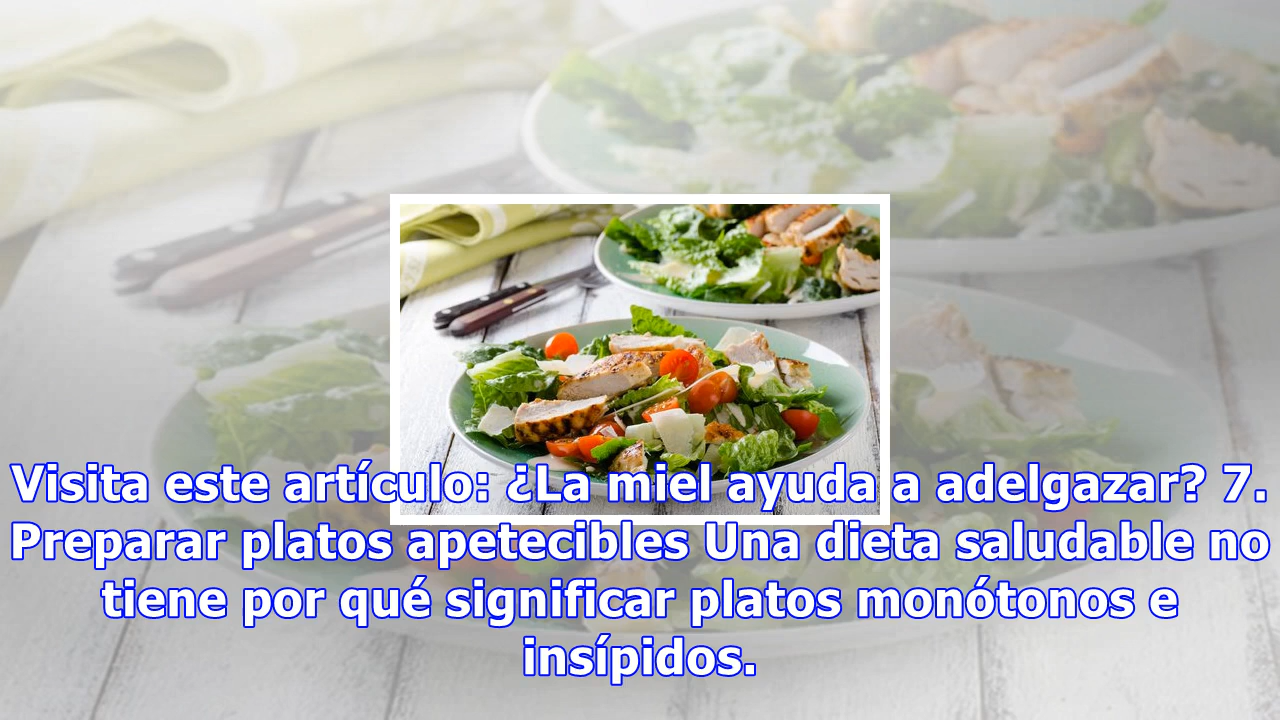 Visita este artículo: ¿La miel ayuda a adelgazar? 7.
Preparar platos apetecibles Una dieta saludable no
tiene por qué significar platos monótonos e
insípidos.